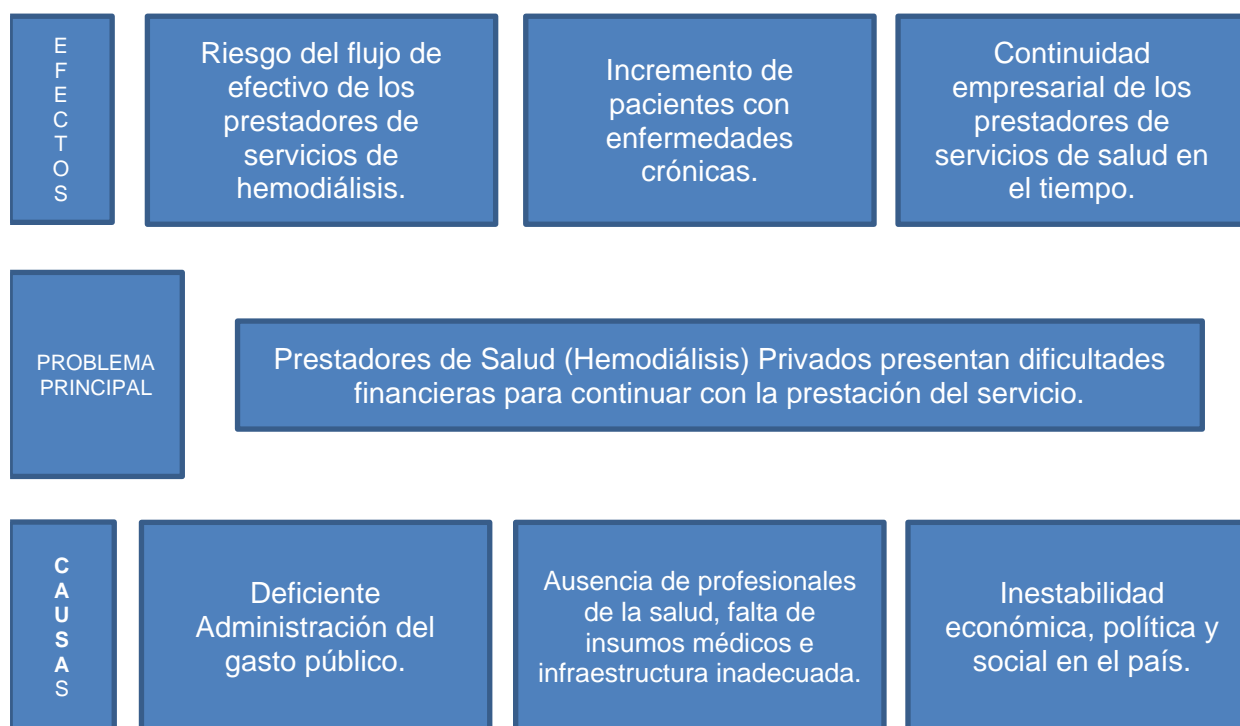 EFECTOS
Riesgo del flujo de
efectivo de los
prestadores de
servicios de
hemodiálisis.
Incremento de
pacientes con
enfermedades
crónicas.
Continuidad
empresarial de los
prestadores de
servicios de salud en
el tiempo.
PROBLEMA
PRINCIPAL
Prestadores de Salud (Hemodiálisis) Privados presentan dificultades
financieras para continuar con la prestación del servicio.
CAUSAS
Deficiente
Administración del
gasto público.
Ausencia de profesionales
de la salud, falta de
insumos médicos e
infraestructura inadecuada.
Inestabilidad
económica, política y
social en el país.